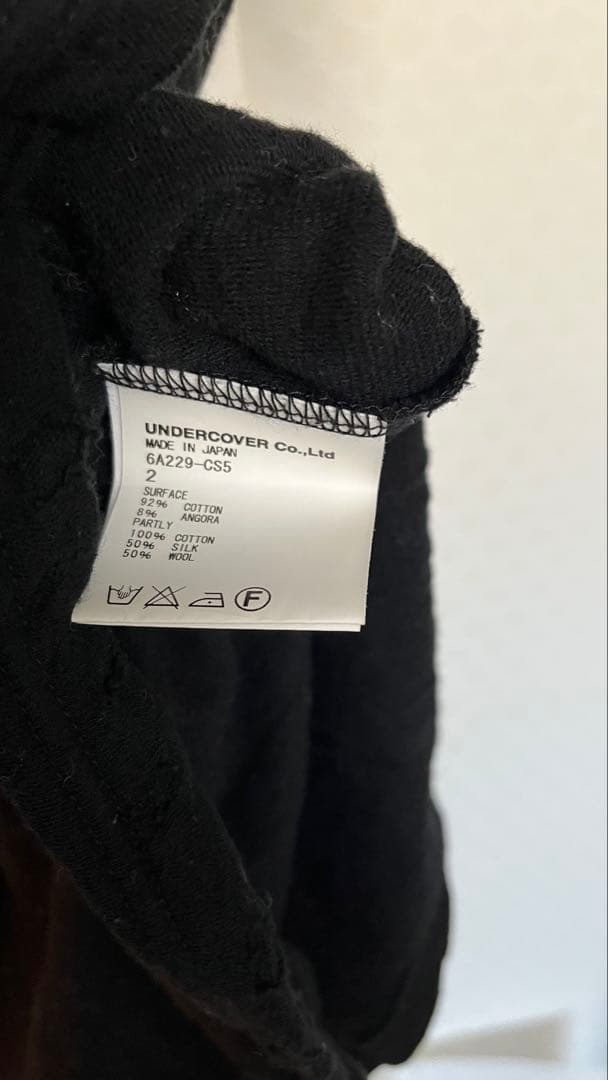 UNDERCOVER Co.,Ltd
MADE IN JAPAN
6A229-CS5
2
SURFACE
92% COTTON
8% ANGORA
PARTLY
100% COTTON
50% SILK
50% WOOL
F